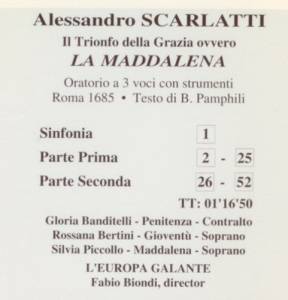 Alessandro SCARLATTI
Il Trionfo della Grazia ovvero
LA MADDALENA
Oratorio a 3 voci con strumenti
Roma 1685 • Testo di B. Pamphili
Sinfonia 1
Parte Prima 2 - 25
Parte Seconda 26 - 52
TT: 01'16'50
Gloria Banditelli - Penitenza - Contralto
Rossana Bertini - Gioventù - Soprano
Silvia Piccollo - Maddalena - Soprano
L'EUROPA GALANTE
Fabio Biondi, director